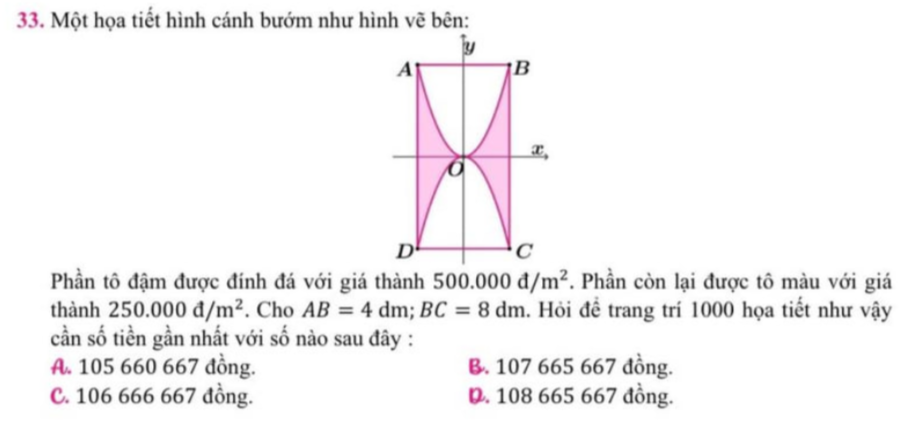 33. Một họa tiết hình cánh bướm như hình vẽ bên:
y
A
B
x,
O
D
C
Phần tô đậm được đính đá với giá thành 500.000 đ/m². Phần còn lại được tô màu với giá
thành 250.000 đ/m². Cho AB = 4 dm; BC = 8 dm. Hỏi để trang trí 1000 họa tiết như vậy
cần số tiền gần nhất với số nào sau đây :
A. 105 660 667 đồng.
B. 107 665 667 đồng.
C. 106 666 667 đồng.
D. 108 665 667 đồng.